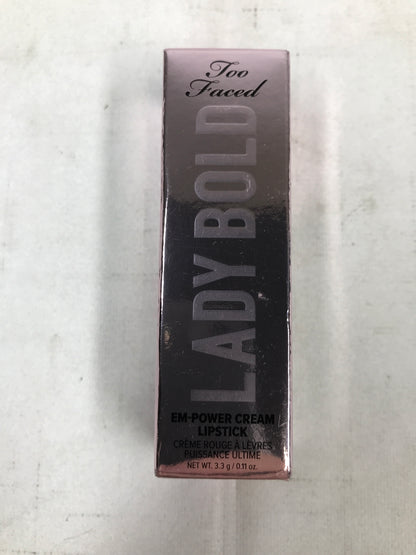 Too
Faced
LADY BOLD
EM-POWER CREAM
LIPSTICK
CRÈME ROUGE À LÈVRES
PUISSANCE ULTIME
NET WT. 3.3 g / 0.11 oz.